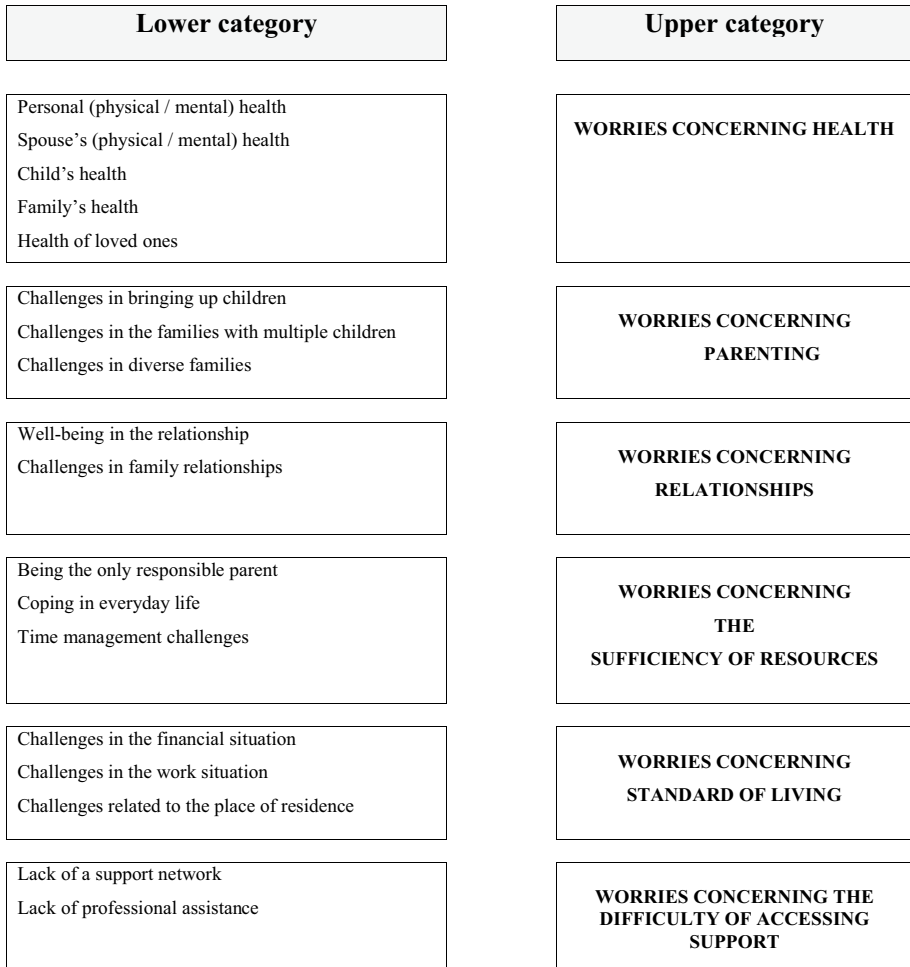 Lower category
Upper category
Personal (physical / mental) health
Spouse’s (physical / mental) health
Child’s health
Family’s health
Health of loved ones
WORRIES CONCERNING HEALTH
Challenges in bringing up children
Challenges in the families with multiple children
Challenges in diverse families
WORRIES CONCERNING
PARENTING
Well-being in the relationship
Challenges in family relationships
WORRIES CONCERNING
RELATIONSHIPS
Being the only responsible parent
Coping in everyday life
Time management challenges
WORRIES CONCERNING
THE
SUFFICIENCY OF RESOURCES
Challenges in the financial situation
Challenges in the work situation
Challenges related to the place of residence
WORRIES CONCERNING
STANDARD OF LIVING
Lack of a support network
Lack of professional assistance
WORRIES CONCERNING THE
DIFFICULTY OF ACCESSING
SUPPORT